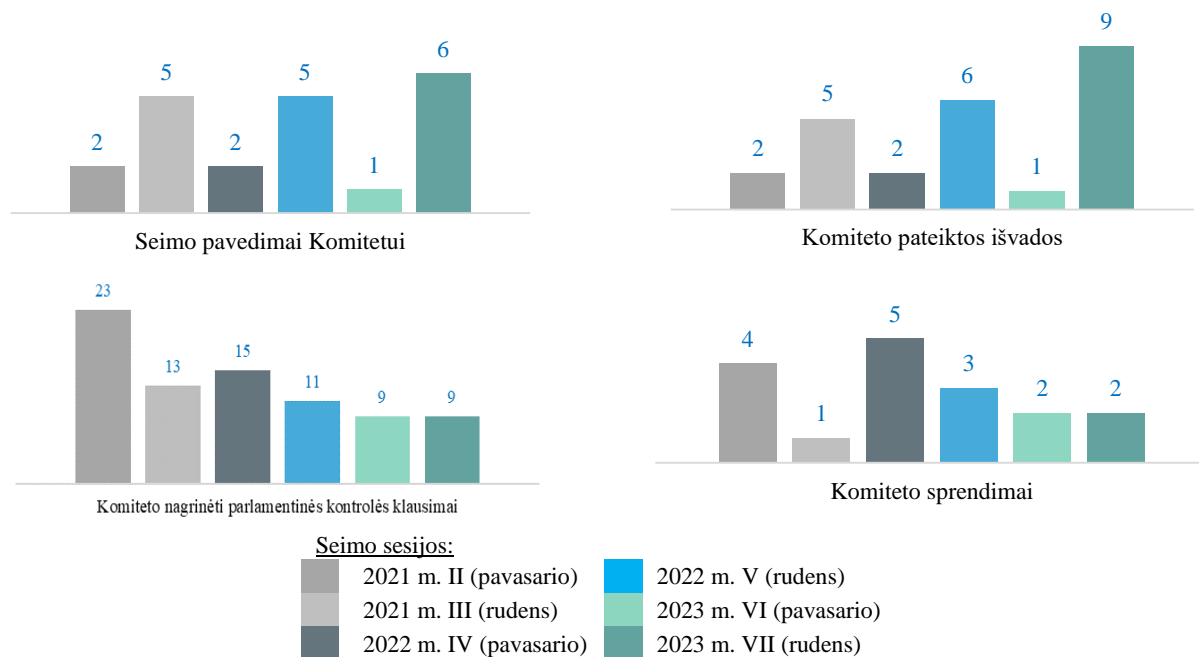 2 5 2 5 1 6
Seimo pavedimai Komitetui
2 5 2 6 1 9
Komiteto pateiktos išvados
23 13 15 11 9 9
Komiteto nagrinėti parlamentinės kontrolės klausimai
4 1 5 3 2 2
Komiteto sprendimai
Seimo sesijos:
2021 m. II (pavasario)
2021 m. III (rudens)
2022 m. IV (pavasario)
2022 m. V (rudens)
2023 m. VI (pavasario)
2023 m. VII (rudens)